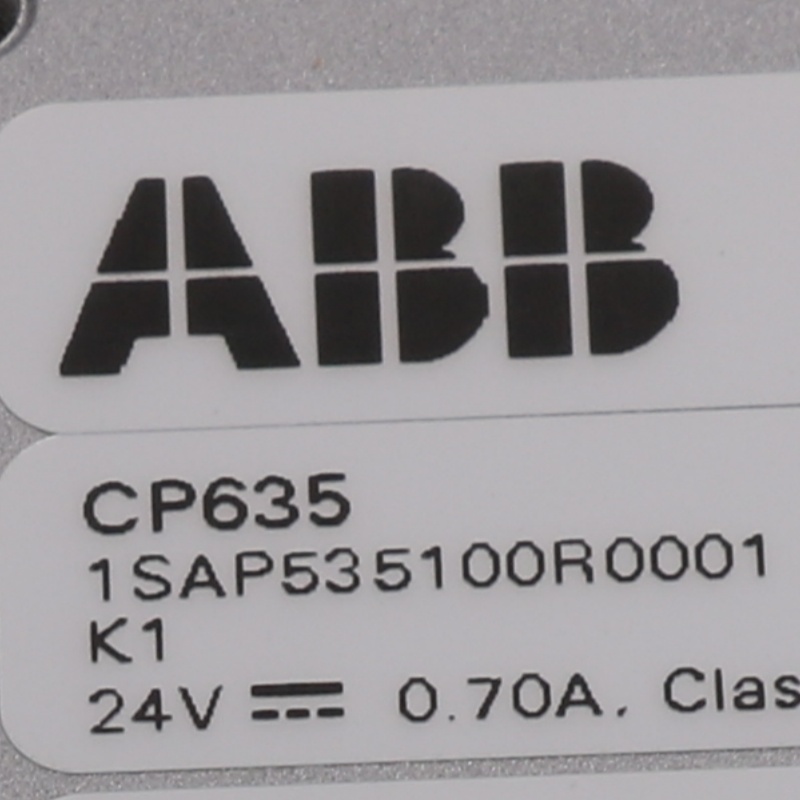 ABB
CP635
1SAP535100R0001
K1
24V ⎓ 0.70A, Clas